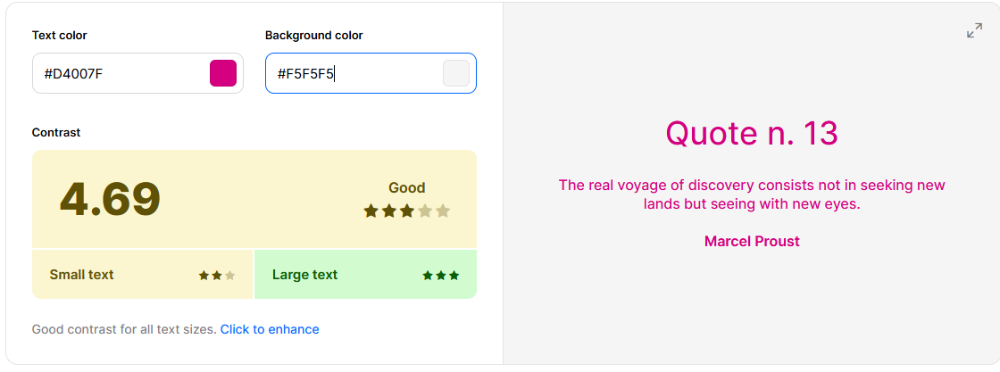 Text color
Background color
#D4007F
#F5F5F5
Contrast
4.69
Good
Small text
Large text
Good contrast for all text sizes. Click to enhance
Quote n. 13
The real voyage of discovery consists not in seeking new
lands but seeing with new eyes.
Marcel Proust